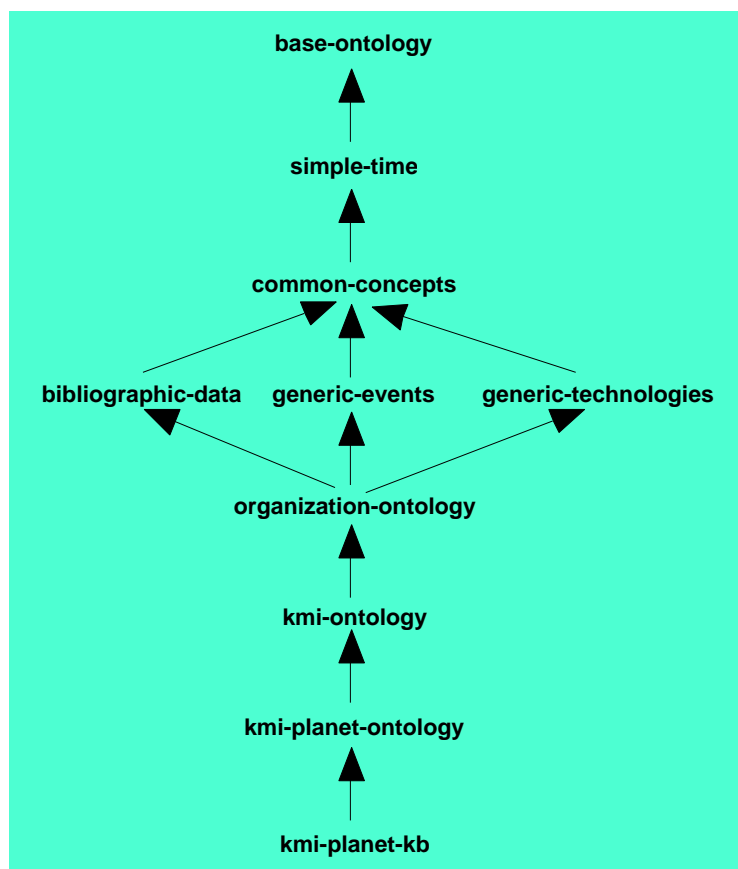 base-ontology
simple-time
common-concepts
bibliographic-data generic-events generic-technologies
organization-ontology
kmi-ontology
kmi-planet-ontology
kmi-planet-kb